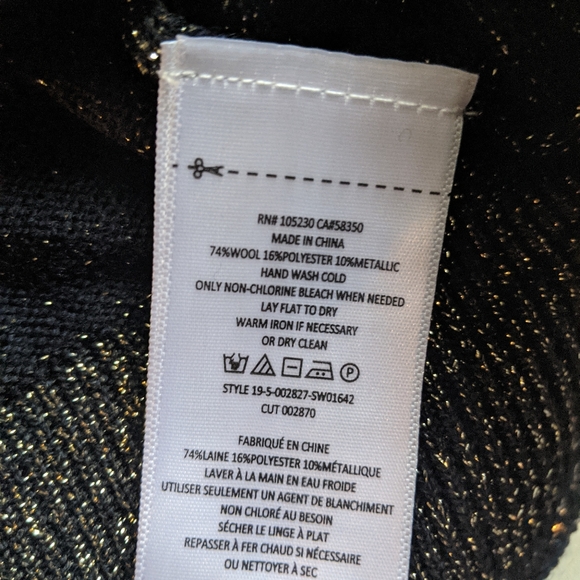 RN# 105230 CA#58350
MADE IN CHINA
74%WOOL 16%POLYESTER 10%METALLIC
HAND WASH COLD
ONLY NON-CHLORINE BLEACH WHEN NEEDED
LAY FLAT TO DRY
WARM IRON IF NECESSARY
OR DRY CLEAN
P
STYLE 19-5-002827-SW01642
CUT 002870
FABRIQUÉ EN CHINE
74%LAINE 16%POLYESTER 10%MÉTALLIQUE
LAVER À LA MAIN EN EAU FROIDE
UTILISER SEULEMENT UN AGENT DE BLANCHIMENT
NON CHLORÉ AU BESOIN
SÉCHER LE LINGE À PLAT
REPASSER À FER CHAUD SI NÉCESSAIRE
OU NETTOYER À SEC